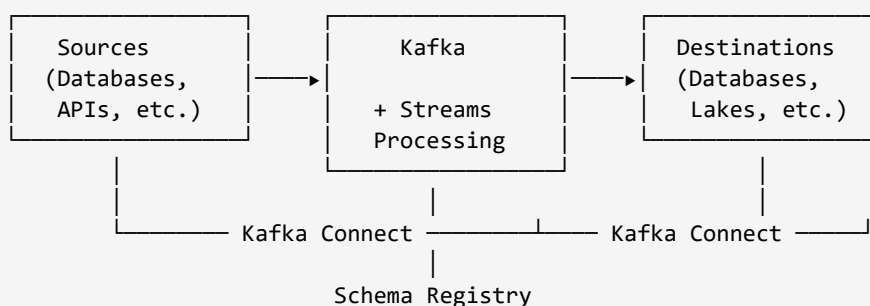 Sources Kafka Destinations
(Databases, (Databases,
APIs, etc.) + Streams Lakes, etc.)
Processing
Kafka Connect Kafka Connect
Schema Registry